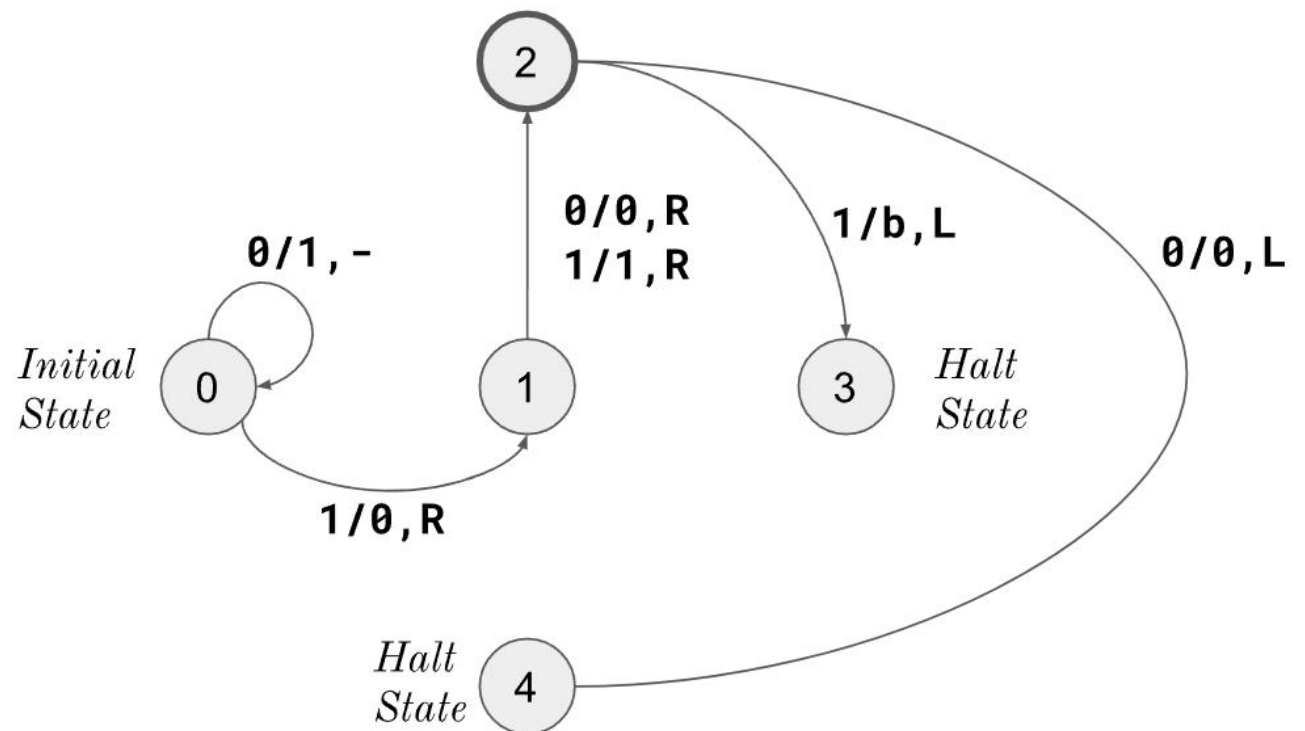 2
0/0,R
1/1,R
1/b,L
0/0,L
0/1,-
Initial
State
0
1
3
Halt
State
1/0,R
Halt
State
4